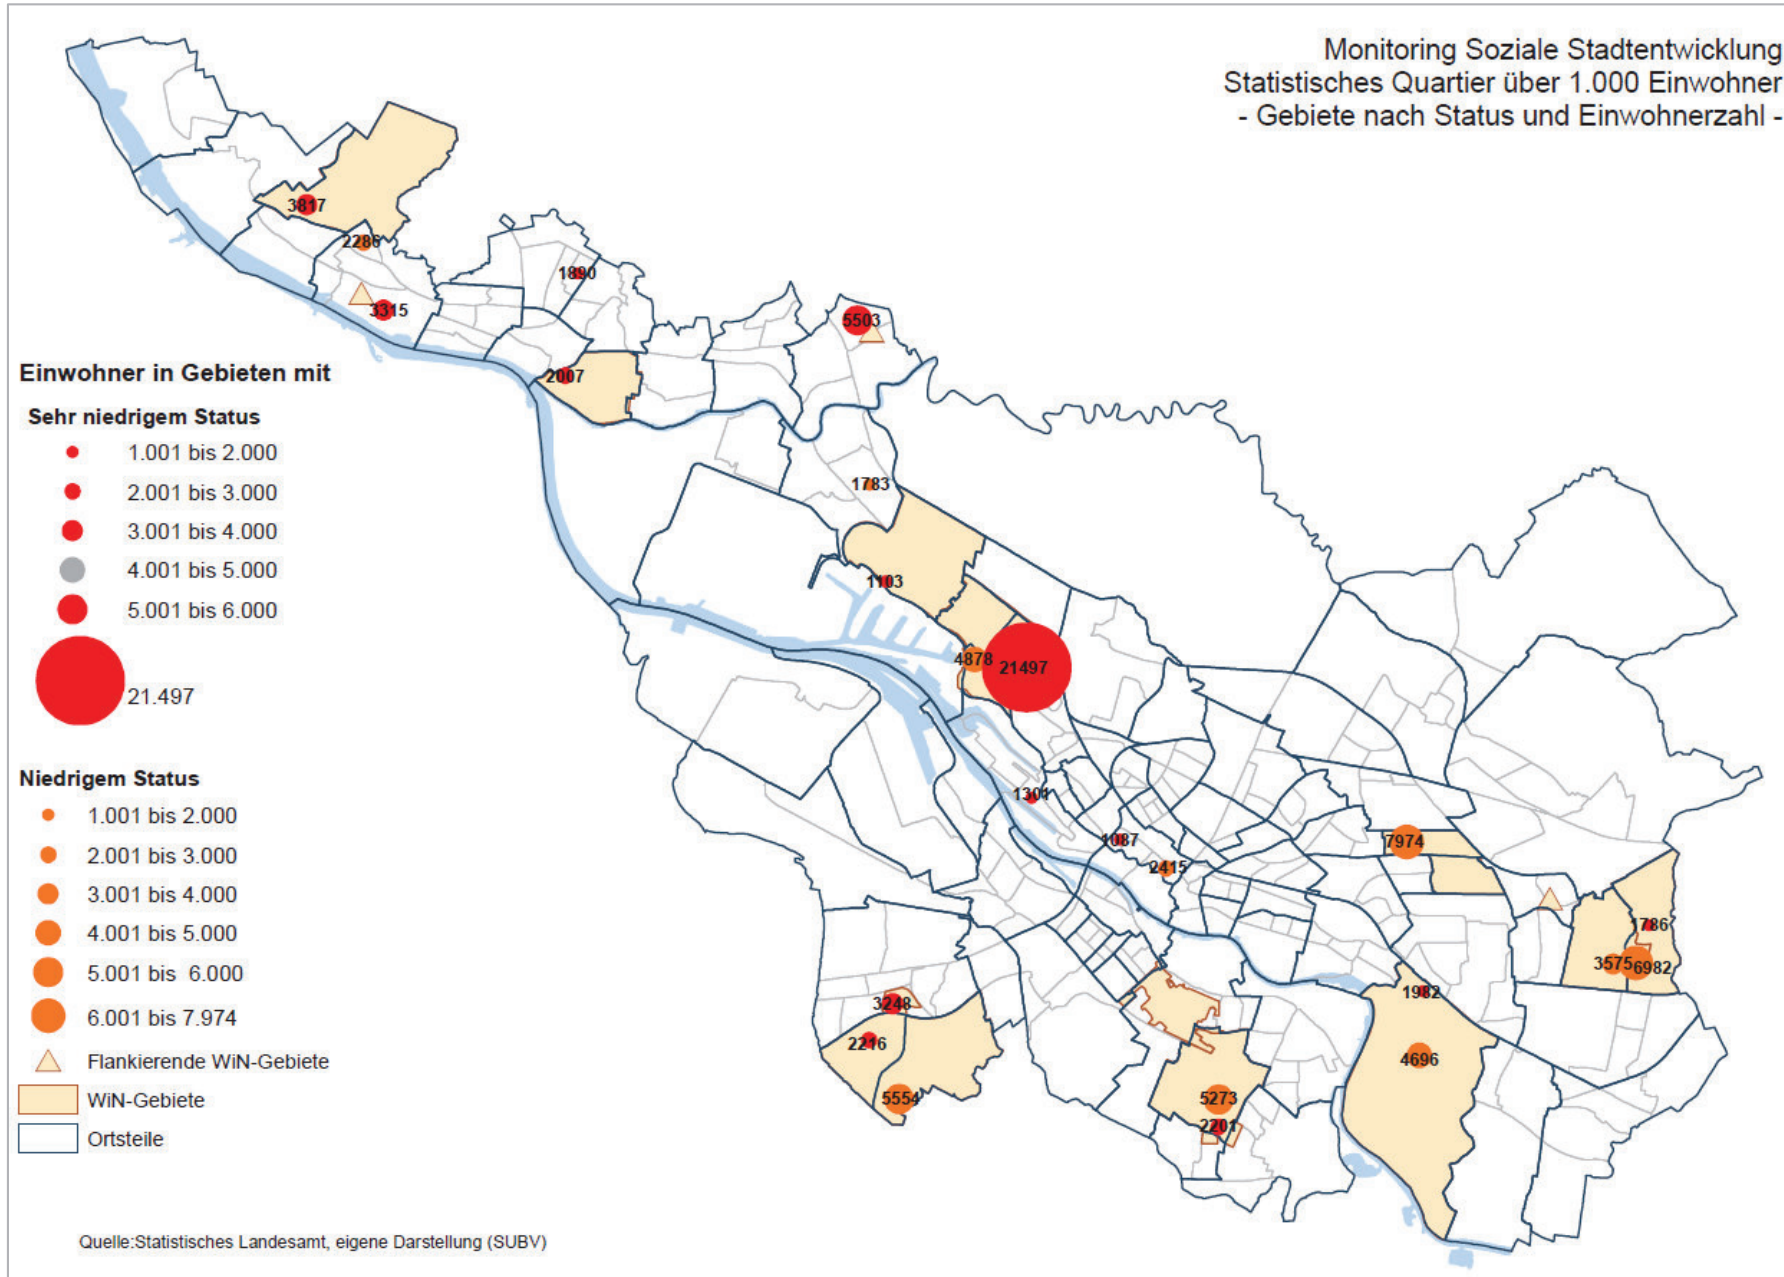 Monitoring Soziale Stadtentwicklung
Statistisches Quartier über 1.000 Einwohner
- Gebiete nach Status und Einwohnerzahl -
3817
2286
1890
3315
5503
2007
1783
1103
4878
21497
1301
1087
2415
7974
1786
3575
6982
1982
3248
2216
4696
5554
5273
2201
Einwohner in Gebieten mit
Sehr niedrigem Status
1.001 bis 2.000
2.001 bis 3.000
3.001 bis 4.000
4.001 bis 5.000
5.001 bis 6.000
21.497
Niedrigem Status
1.001 bis 2.000
2.001 bis 3.000
3.001 bis 4.000
4.001 bis 5.000
5.001 bis 6.000
6.001 bis 7.974
Flankierende WiN-Gebiete
WiN-Gebiete
Ortsteile
Quelle:Statistisches Landesamt, eigene Darstellung (SUBV)